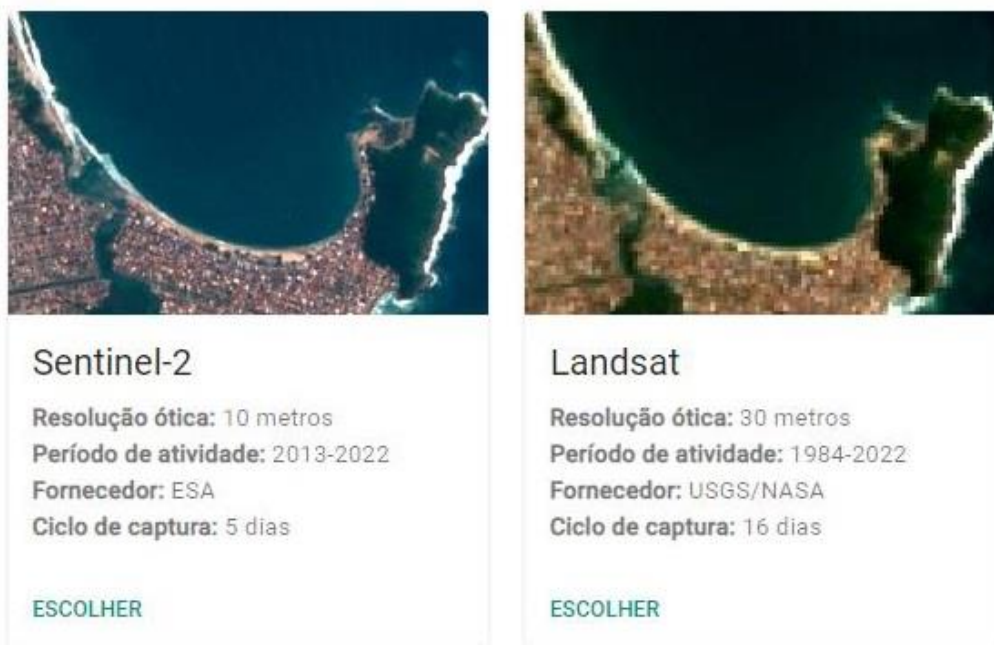 Sentinel-2
Resolução ótica: 10 metros
Período de atividade: 2013-2022
Fornecedor: ESA
Ciclo de captura: 5 dias
ESCOLHER
Landsat
Resolução ótica: 30 metros
Período de atividade: 1984-2022
Fornecedor: USGS/NASA
Ciclo de captura: 16 dias
ESCOLHER